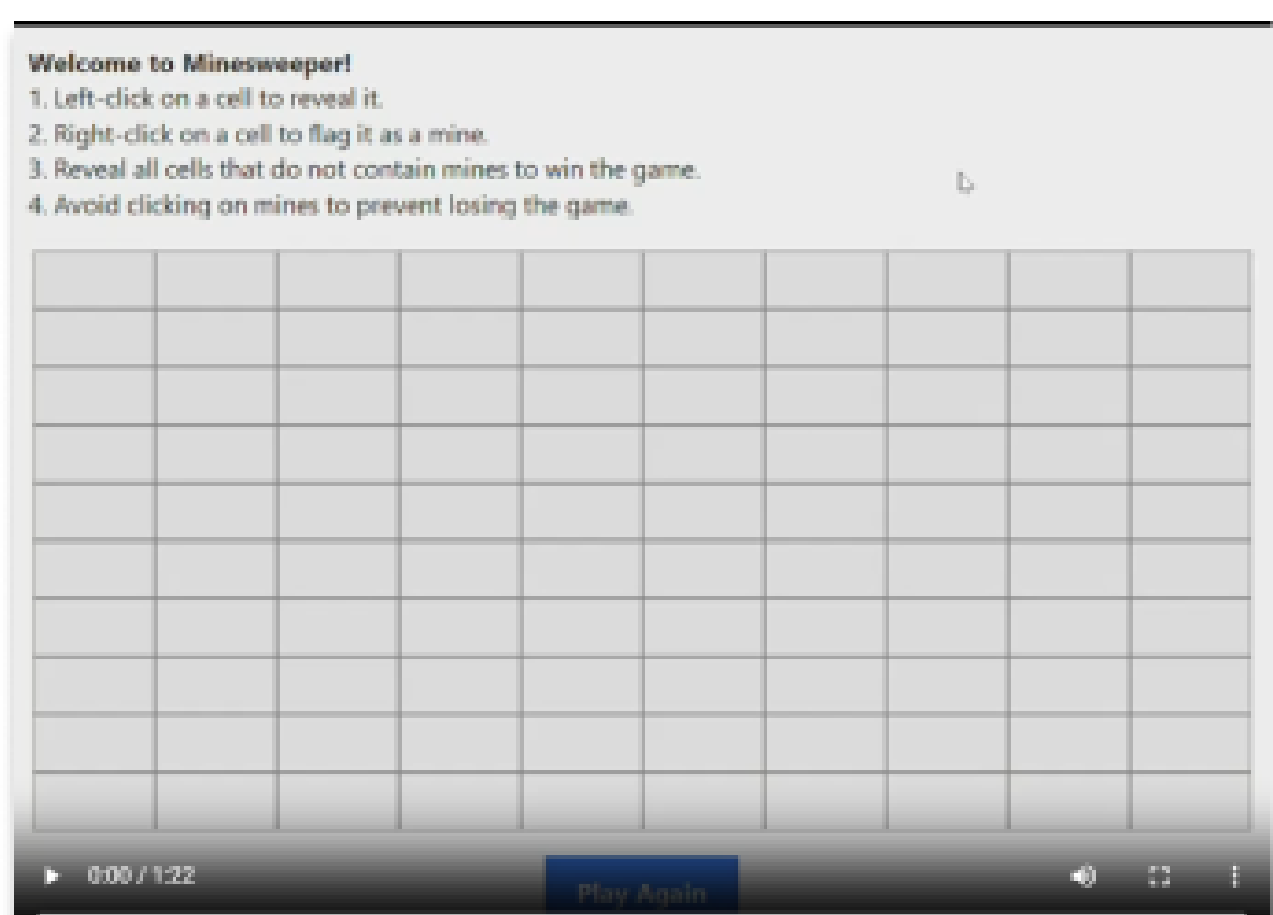 Welcome to Minesweeper!
1. Left-click on a cell to reveal it.
2. Right-click on a cell to flag it as a mine.
3. Reveal all cells that do not contain mines to win the game.
4. Avoid clicking on mines to prevent losing the game.
0:00 / 1:22
Play Again